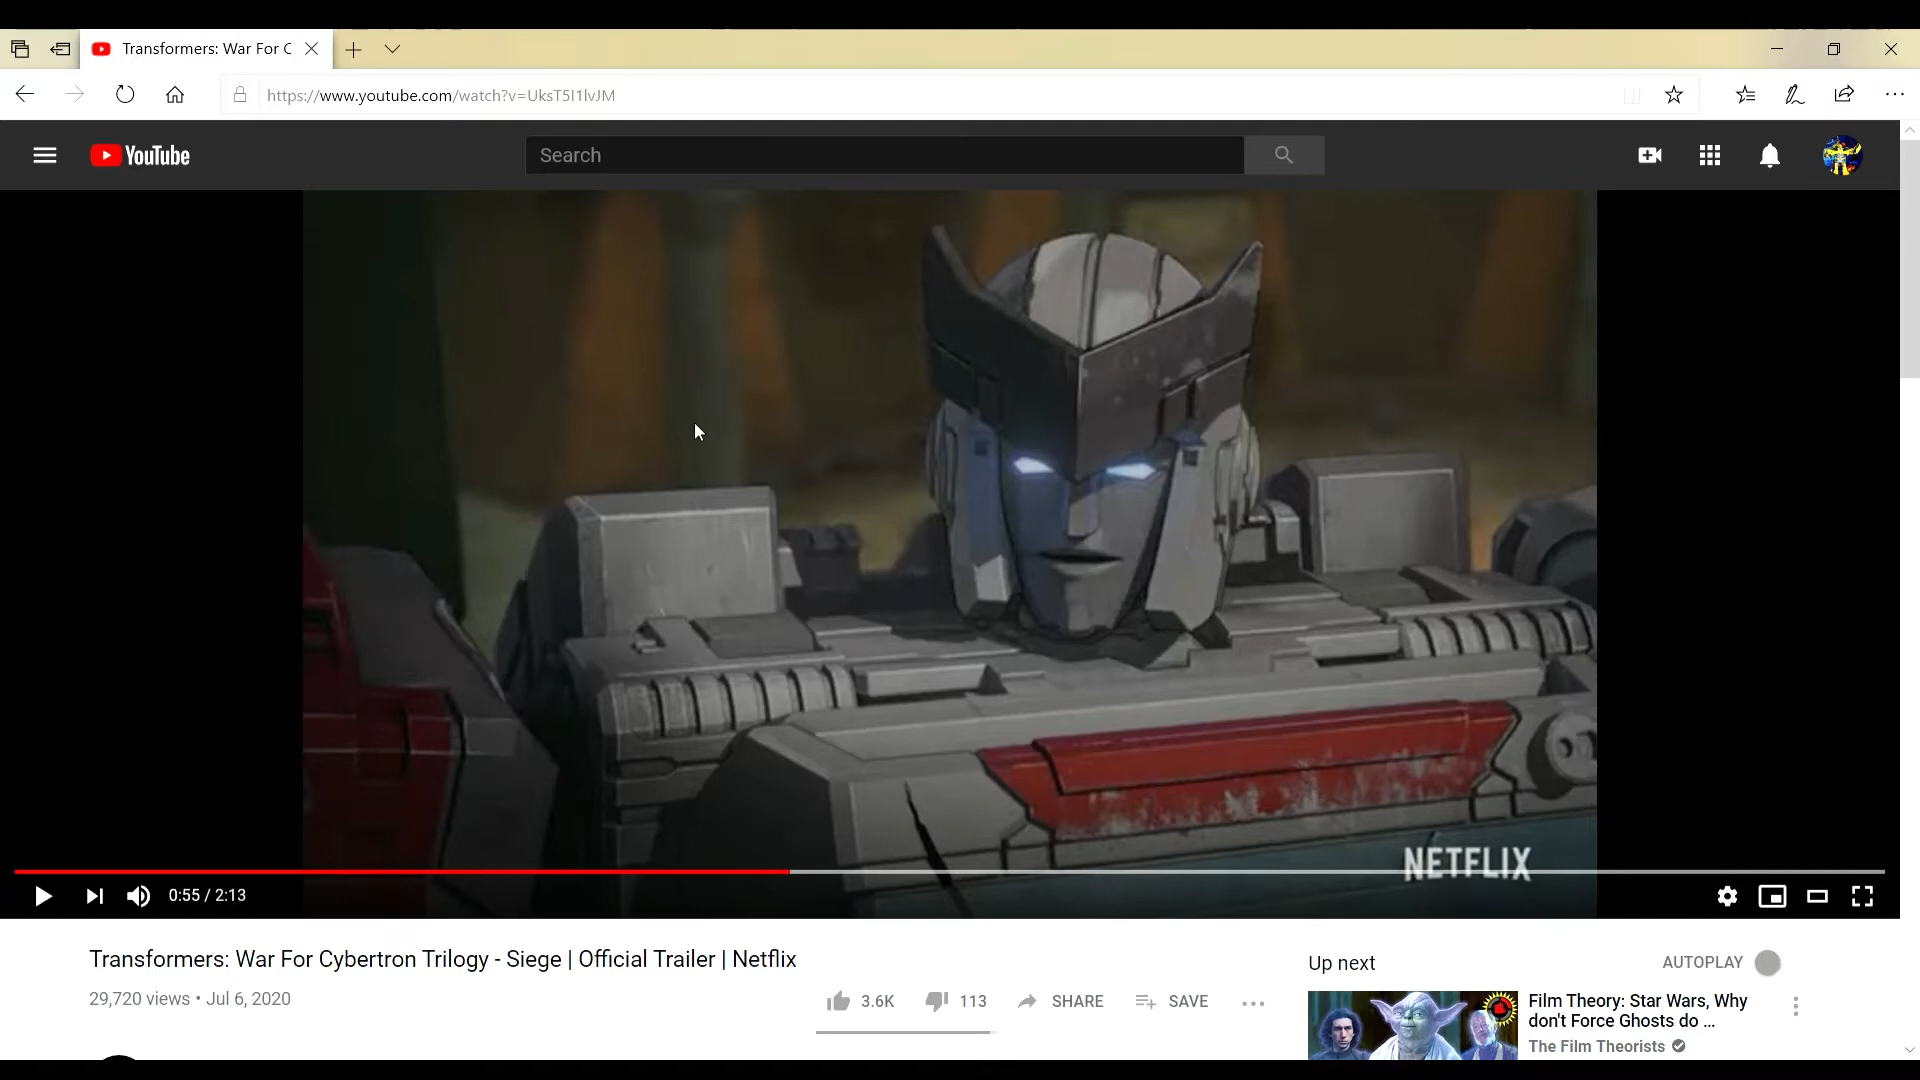 Transformers: War For C
https://www.youtube.com/watch?v=UksT5I1lvJM
YouTube
Search
NETFLIX
0:55 / 2:13
Transformers: War For Cybertron Trilogy - Siege | Official Trailer | Netflix
29,720 views • Jul 6, 2020
3.6K
113
SHARE
SAVE
Up next
AUTOPLAY
Film Theory: Star Wars, Why
don't Force Ghosts do ...
The Film Theorists